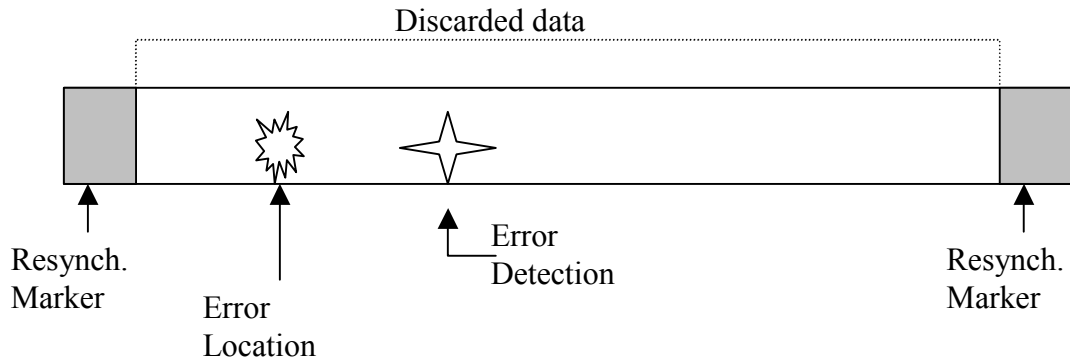 Discarded data
Resynch.
Marker
Error
Location
Error
Detection
Resynch.
Marker